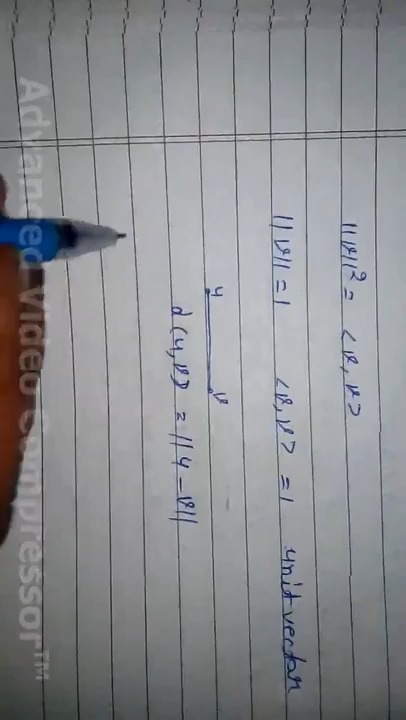 ||v||² = <v, v>
||v|| = 1 <v, v> = 1 unit vector
u v
d(u, v) = ||u - v||
Advanced Video Compressor™